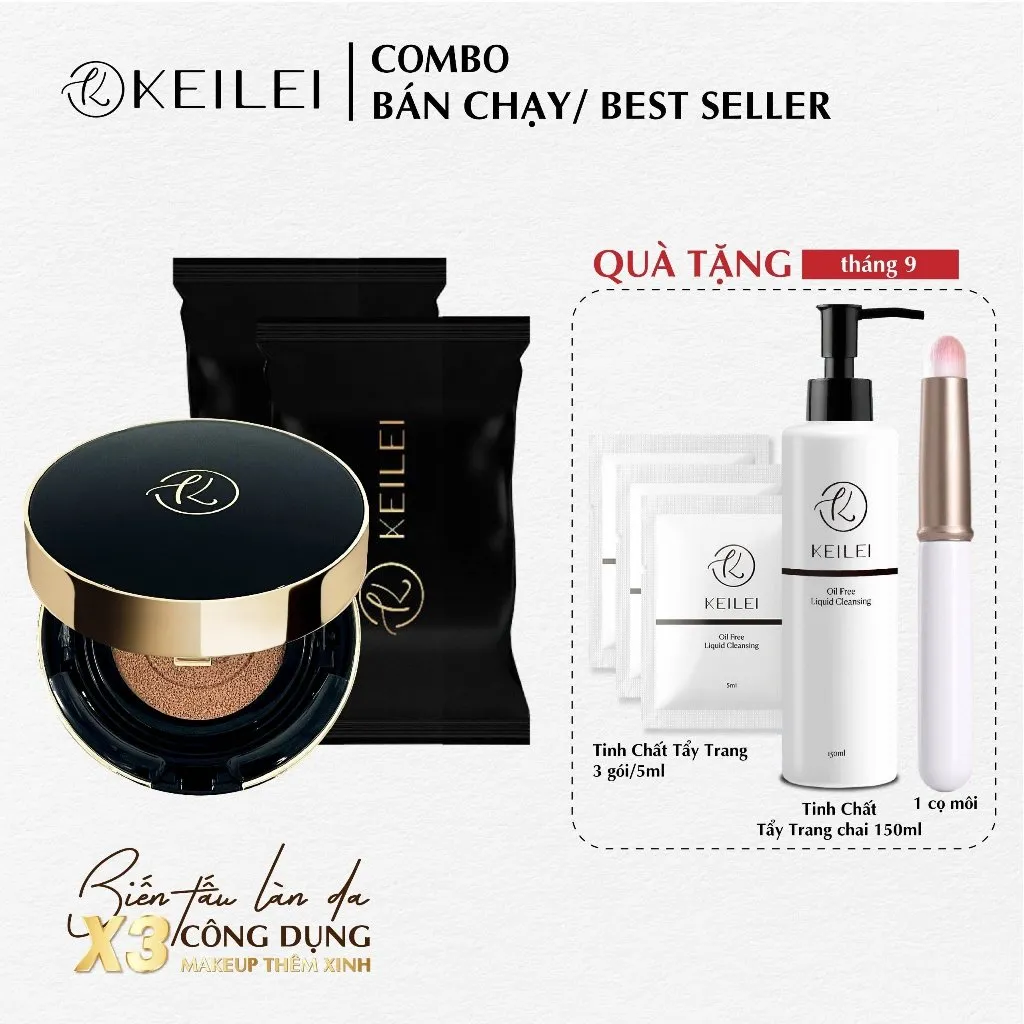 KEILEI
COMBO
BÁN CHẠY/ BEST SELLER
QUÀ TẶNG tháng 9
KEILEI
KEILEI
Oil Free
Liquid Cleansing
5ml
KEILEI
Oil Free
Liquid Cleansing
150ml
Tinh Chất Tẩy Trang
3 gói/5ml
Tinh Chất
Tẩy Trang chai 150ml
1 cọ môi
Biến tấu làn da
X3 CÔNG DỤNG
MAKEUP THÊM XINH